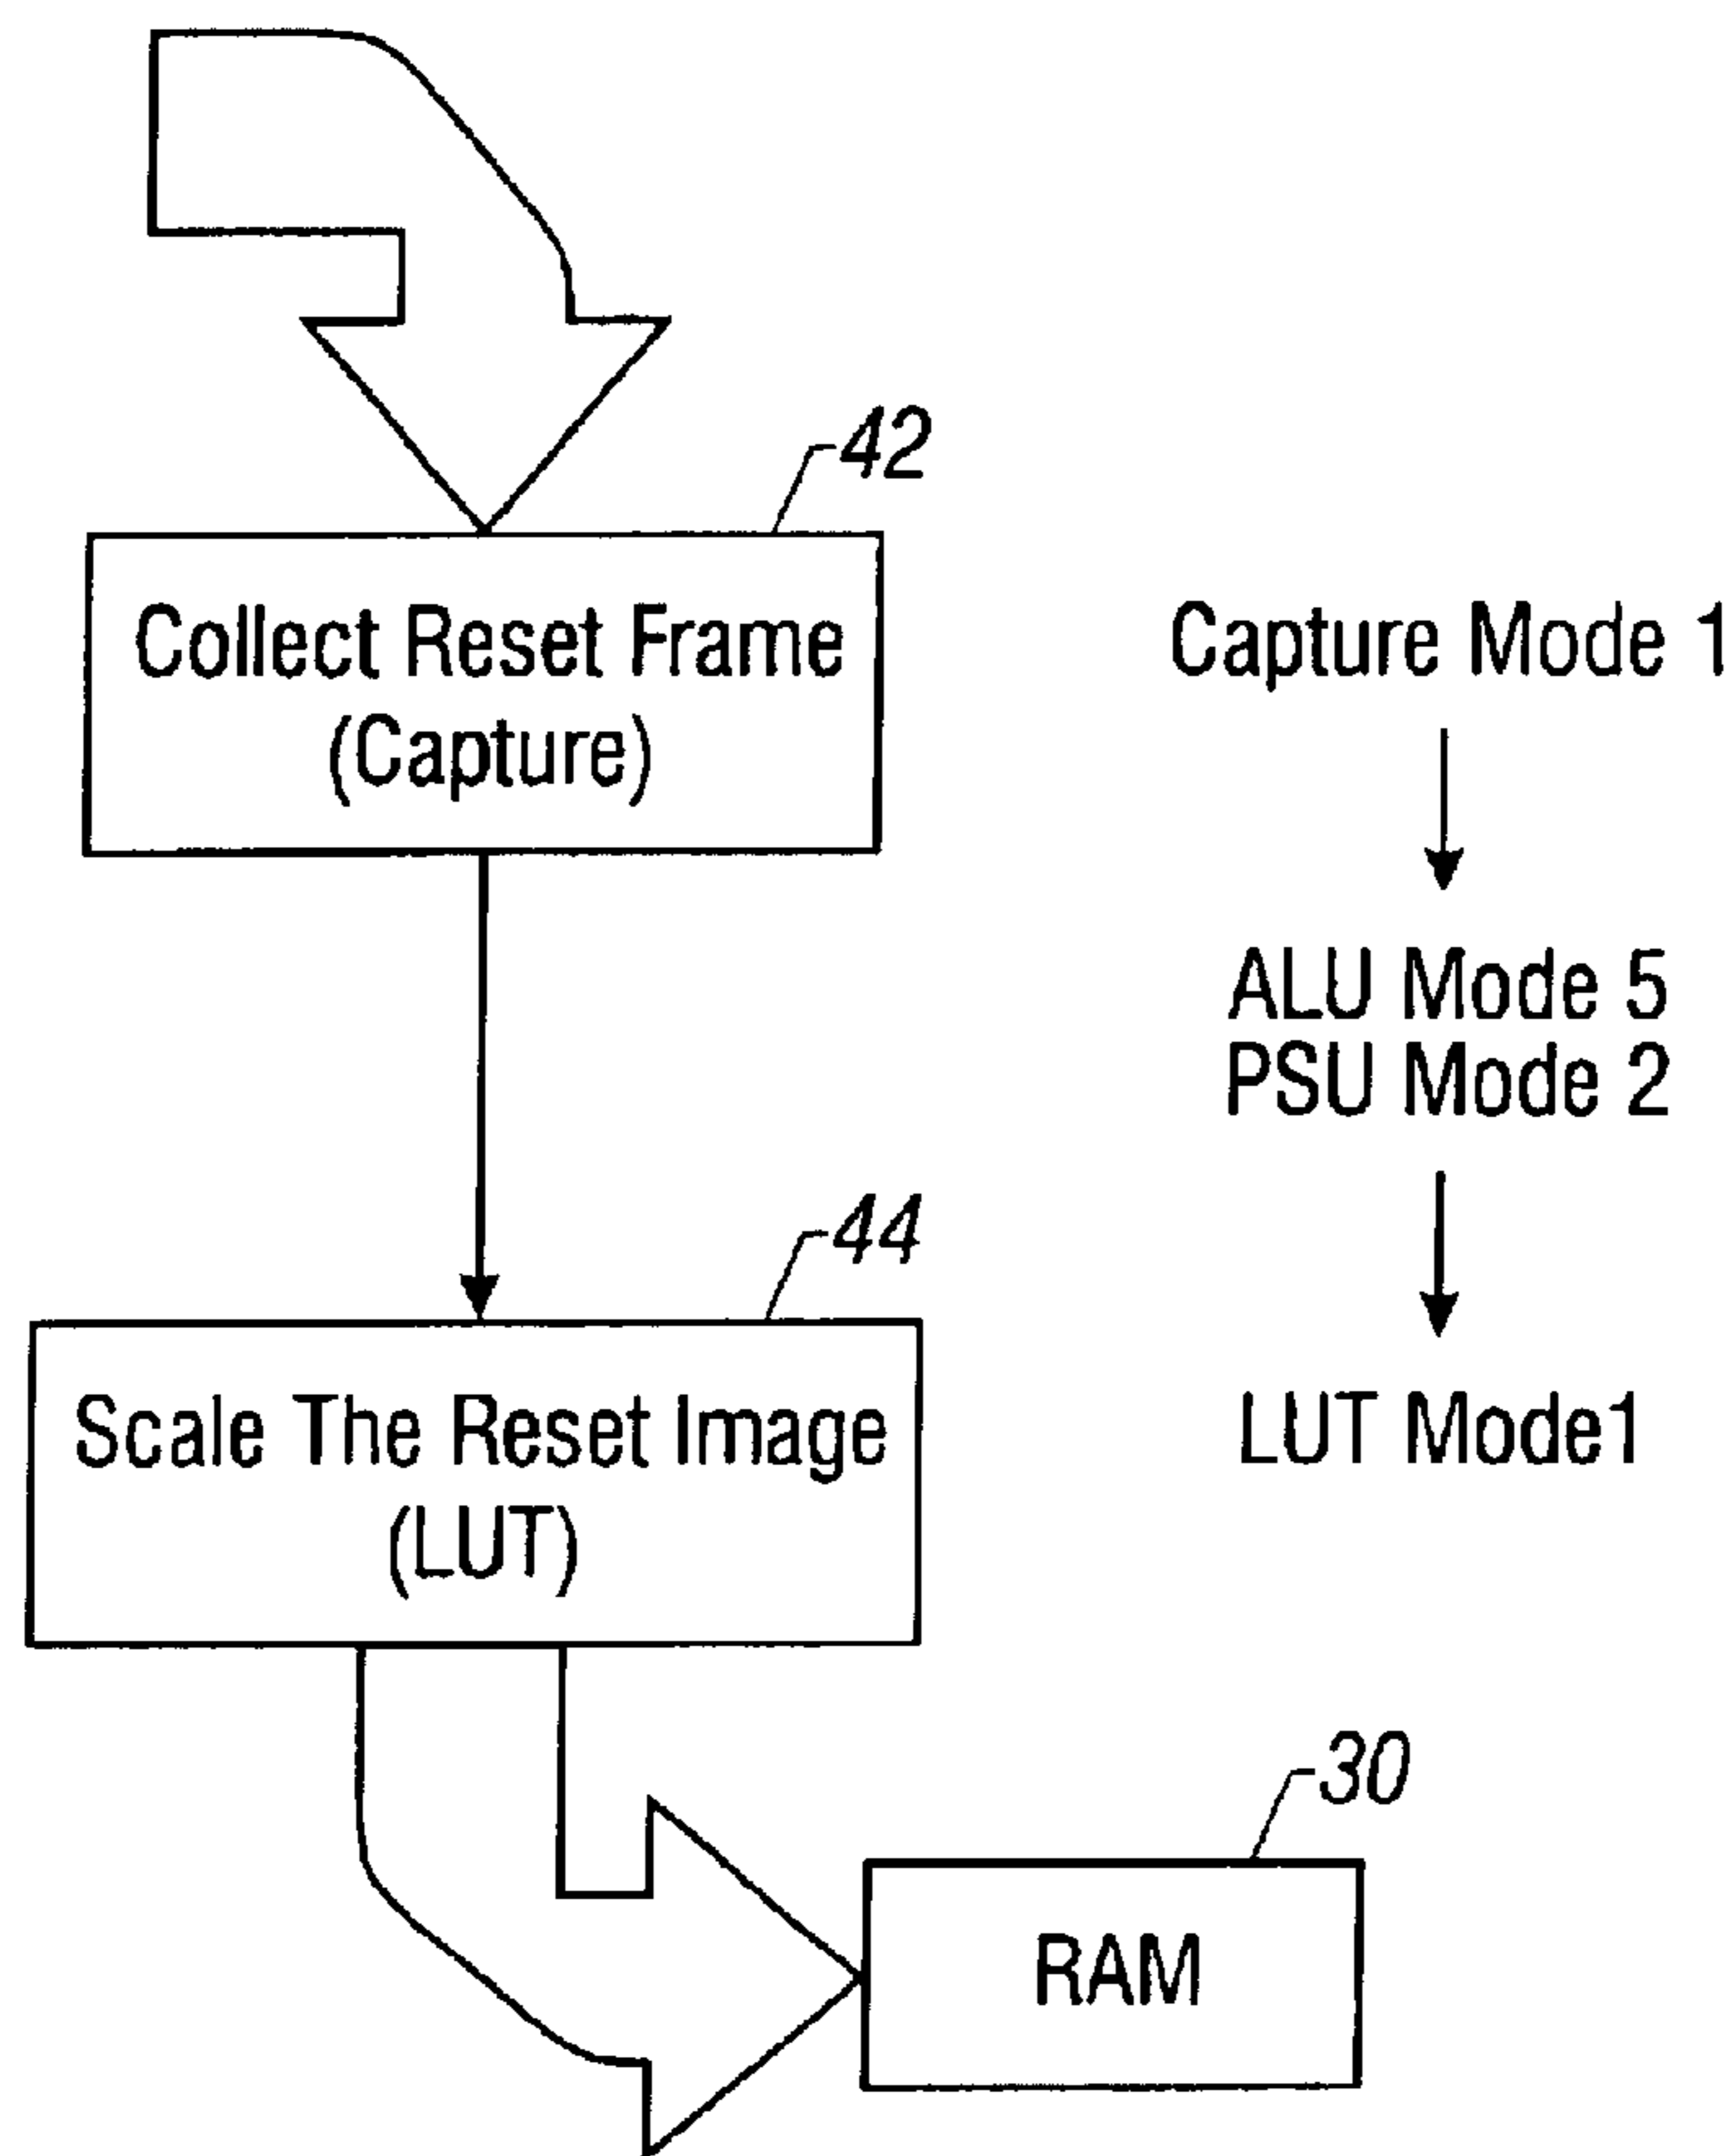 42
Collect Reset Frame
(Capture)
Capture Mode 1
ALU Mode 5
PSU Mode 2
44
Scale The Reset Image
(LUT)
LUT Mode1
30
RAM